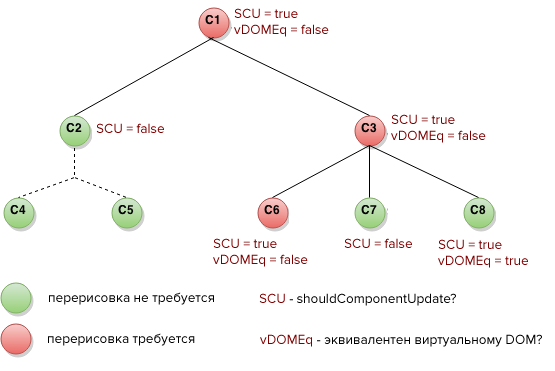 C1
SCU = true
vDOMEq = false
C2
SCU = false
C3
SCU = true
vDOMEq = false
C4
C5
C6
C7
C8
SCU = true
vDOMEq = false
SCU = false
SCU = true
vDOMEq = true
перерисовка не требуется
SCU - shouldComponentUpdate?
перерисовка требуется
vDOMEq - эквивалентен виртуальному DOM?